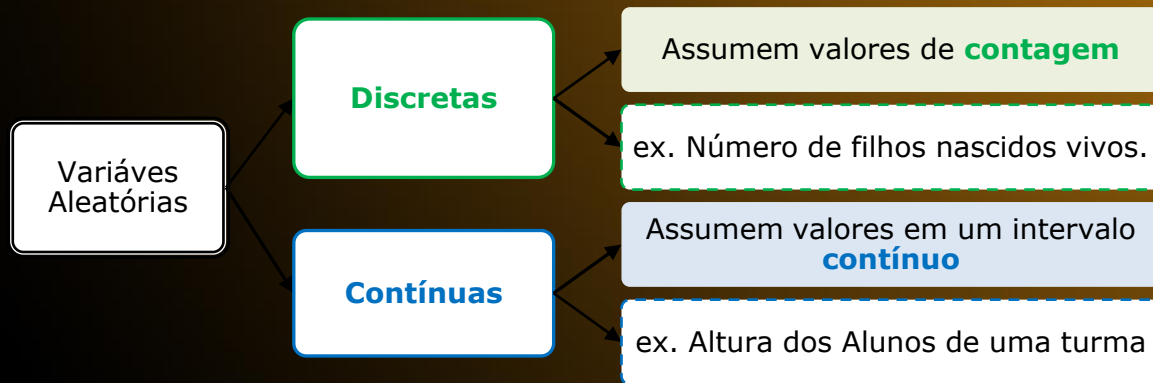 Variáves
Aleatórias
Discretas
Assumem valores de contagem
ex. Número de filhos nascidos vivos.
Contínuas
Assumem valores em um intervalo
contínuo
ex. Altura dos Alunos de uma turma